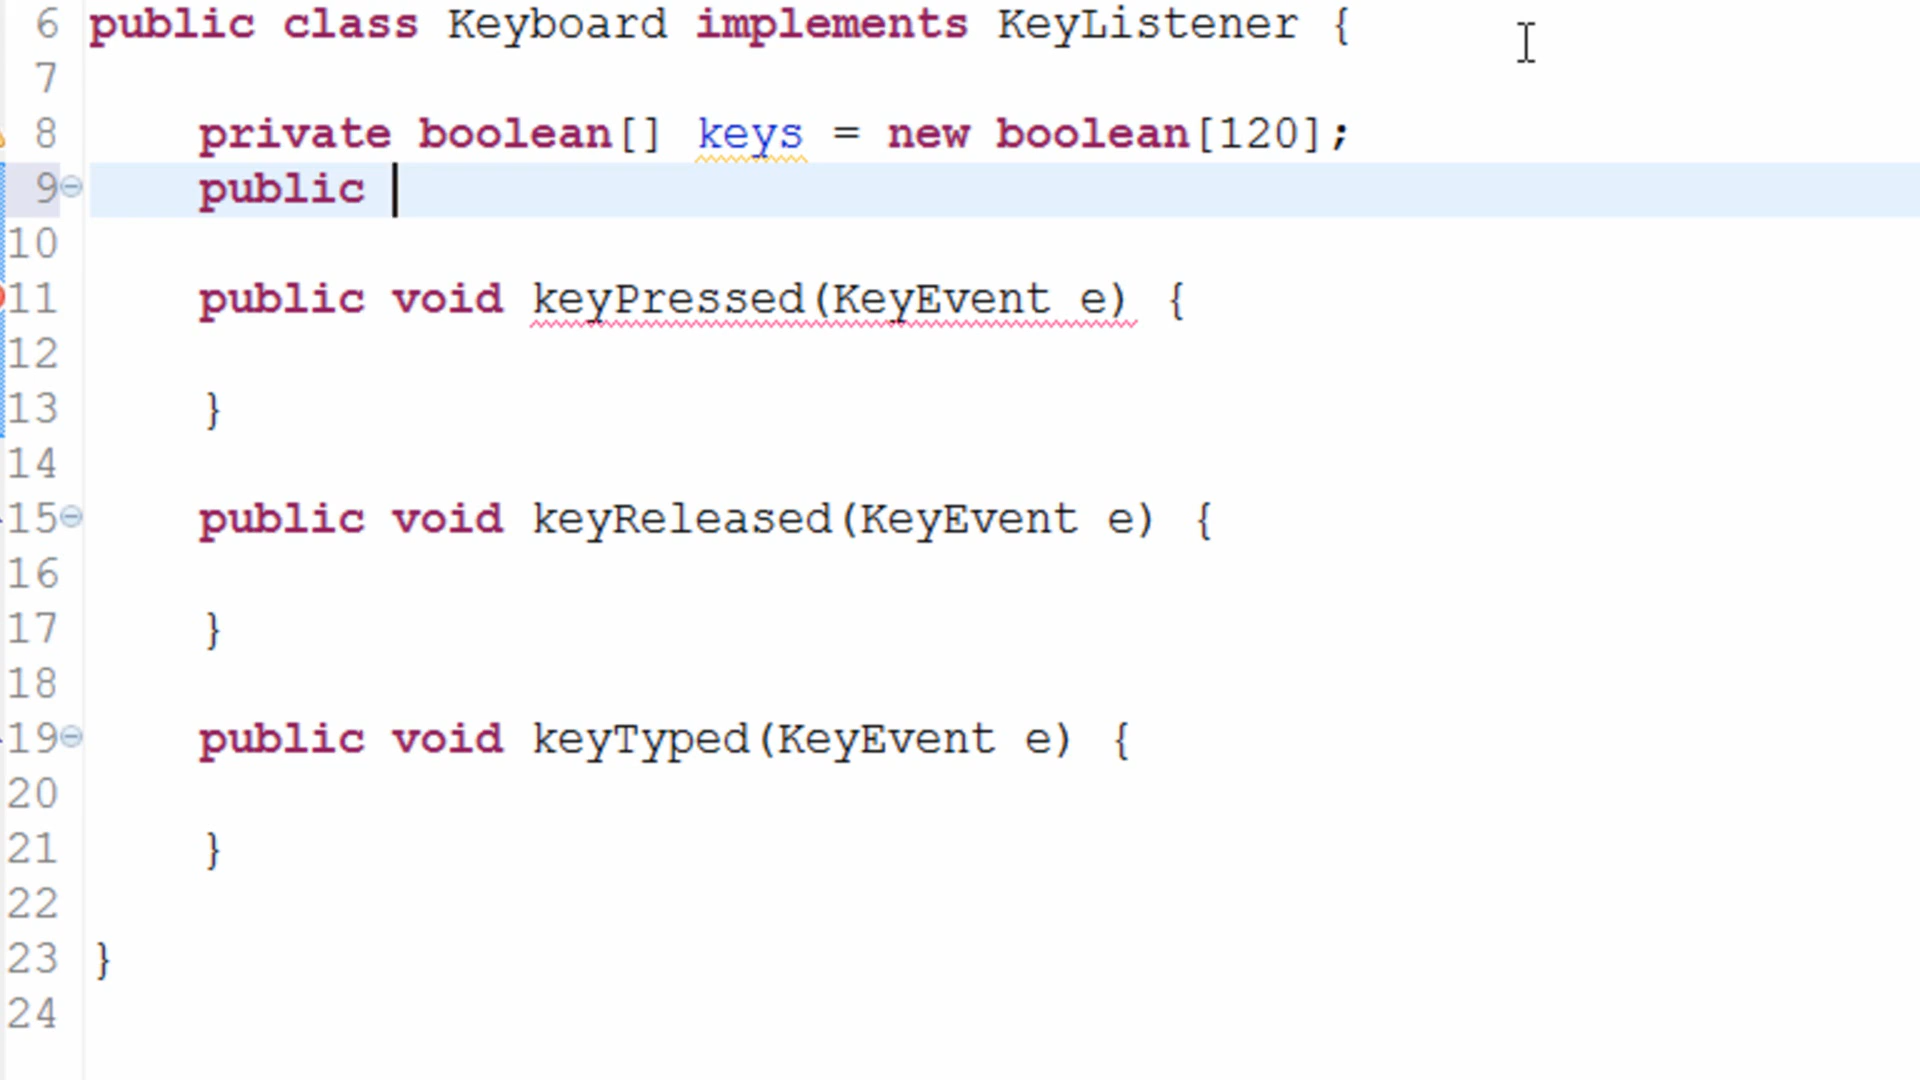 6 public class Keyboard implements KeyListener {
7
8 private boolean[] keys = new boolean[120];
9 public
10
11 public void keyPressed(KeyEvent e) {
12
13 }
14
15 public void keyReleased(KeyEvent e) {
16
17 }
18
19 public void keyTyped(KeyEvent e) {
20
21 }
22
23 }
24